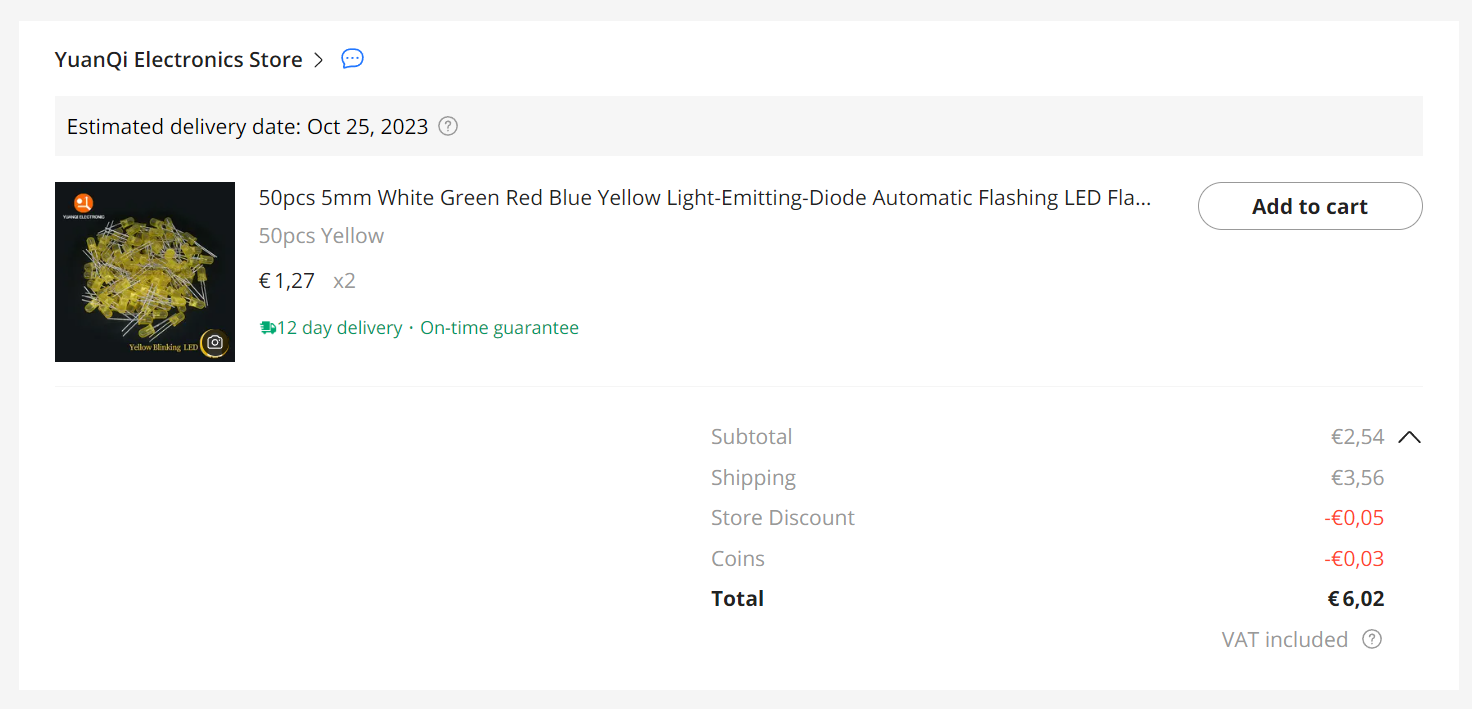 YuanQi Electronics Store
Estimated delivery date: Oct 25, 2023
YUANQI ELECTRONIC
Yellow Blinking LED
50pcs 5mm White Green Red Blue Yellow Light-Emitting-Diode Automatic Flashing LED Fla...
Add to cart
50pcs Yellow
€ 1,27 x2
12 day delivery · On-time guarantee
Subtotal €2,54
Shipping €3,56
Store Discount -€0,05
Coins -€0,03
Total € 6,02
VAT included